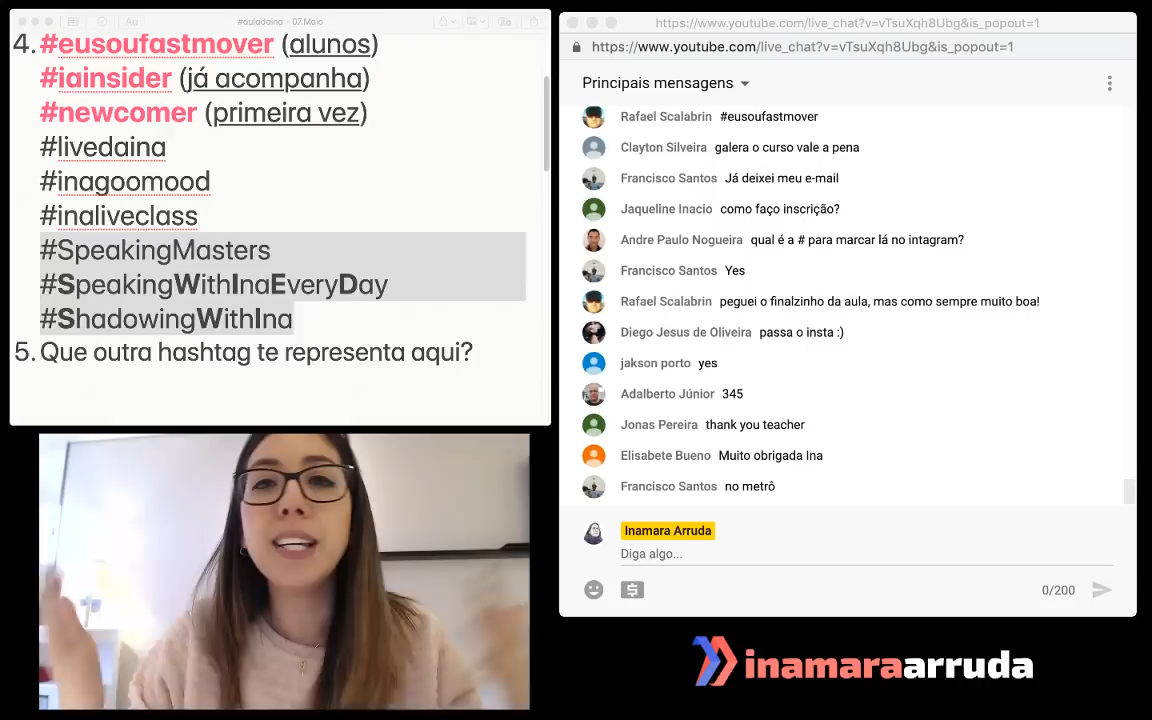 #auladaina - 07.Maio
4. #eusoufastmover (alunos)
#iainsider (já acompanha)
#newcomer (primeira vez)
#livedaina
#inagoomood
#inaliveclass
#SpeakingMasters
#SpeakingWithInaEveryDay
#ShadowingWithIna
5. Que outra hashtag te representa aqui?
https://www.youtube.com/live_chat?v=vTsuXqh8Ubg&is_popout=1
https://www.youtube.com/live_chat?v=vTsuXqh8Ubg&is_popout=1
Principais mensagens
Rafael Scalabrin #eusoufastmover
Clayton Silveira galera o curso vale a pena
Francisco Santos Já deixei meu e-mail
Jaqueline Inacio como faço inscrição?
Andre Paulo Nogueira qual é a # para marcar lá no intagram?
Francisco Santos Yes
Rafael Scalabrin peguei o finalzinho da aula, mas como sempre muito boa!
Diego Jesus de Oliveira passa o insta :)
jakson porto yes
Adalberto Júnior 345
Jonas Pereira thank you teacher
Elisabete Bueno Muito obrigada Ina
Francisco Santos no metrô
Inamara Arruda
Diga algo...
0/200
inamaraarruda